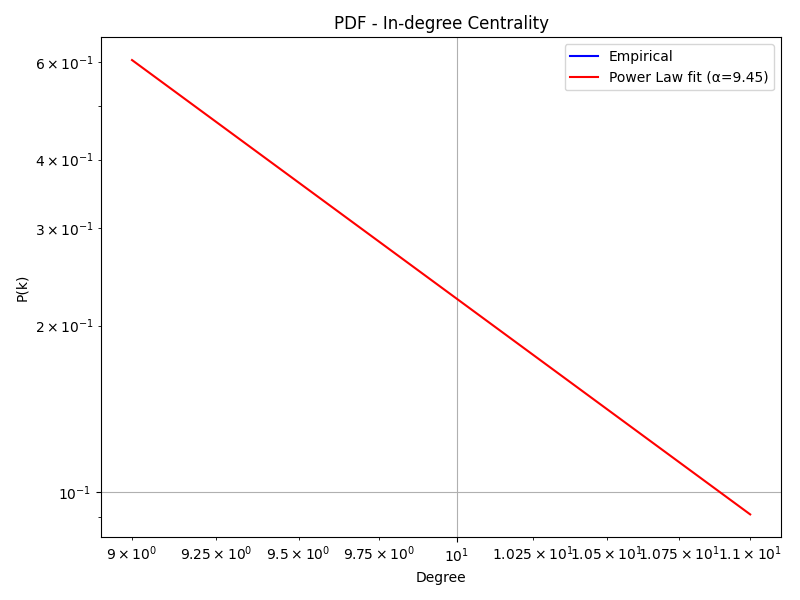 PDF - In-degree Centrality
Empirical
Power Law fit (α=9.45)
P(k)
6 × 10⁻¹
4 × 10⁻¹
3 × 10⁻¹
2 × 10⁻¹
10⁻¹
9 × 10⁰ 9.25 × 10⁰ 9.5 × 10⁰ 9.75 × 10⁰ 10¹ 1.025 × 10¹ 1.05 × 10¹ 1.075 × 10¹ 1.1 × 10¹
Degree